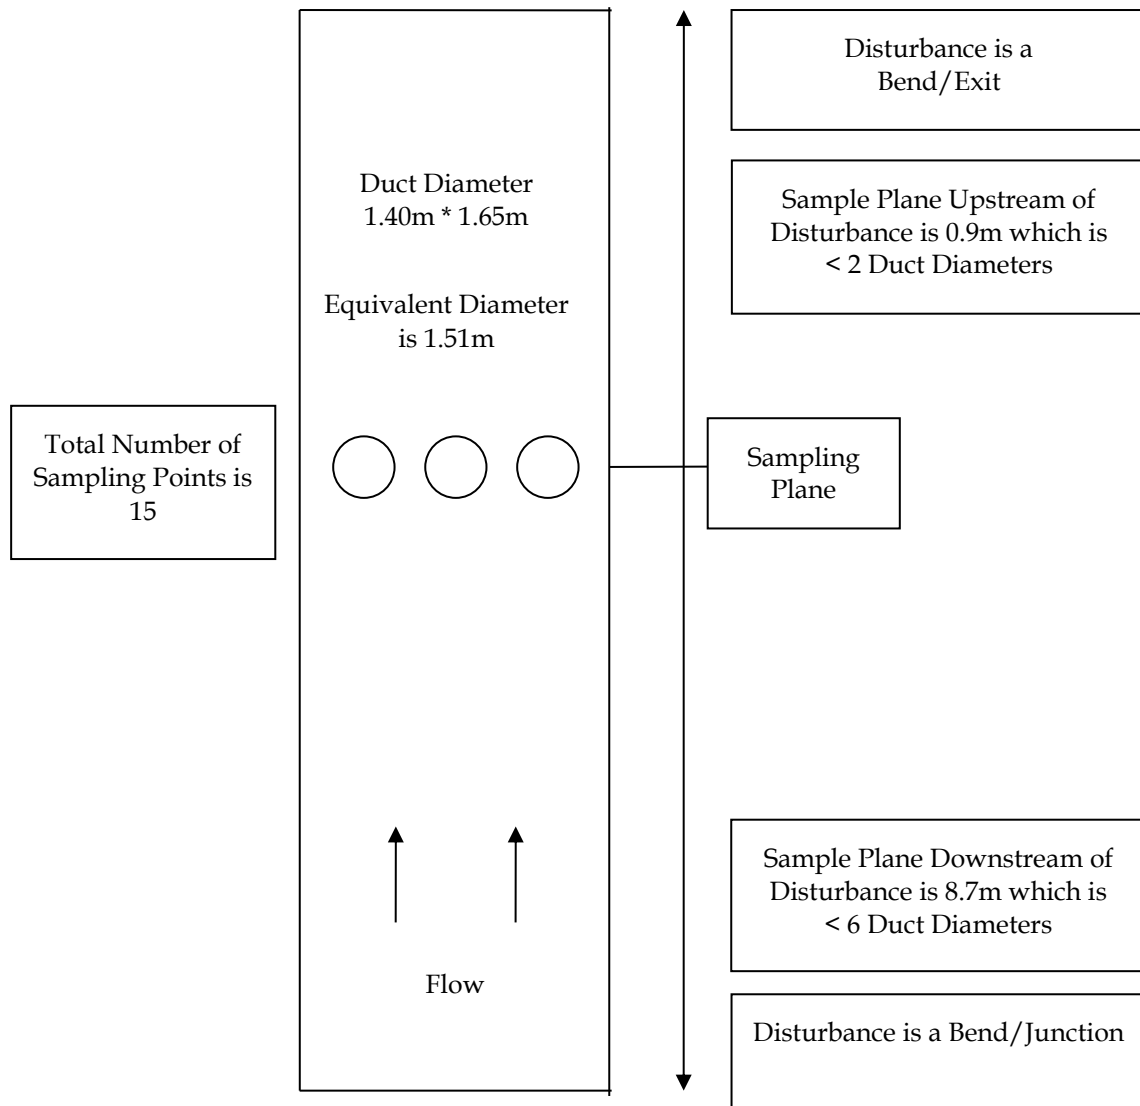 Disturbance is a
Bend/Exit
Duct Diameter
1.40m * 1.65m
Sample Plane Upstream of
Disturbance is 0.9m which is
< 2 Duct Diameters
Equivalent Diameter
is 1.51m
Total Number of
Sampling Points is
15
Sampling
Plane
Sample Plane Downstream of
Disturbance is 8.7m which is
< 6 Duct Diameters
Flow
Disturbance is a Bend/Junction